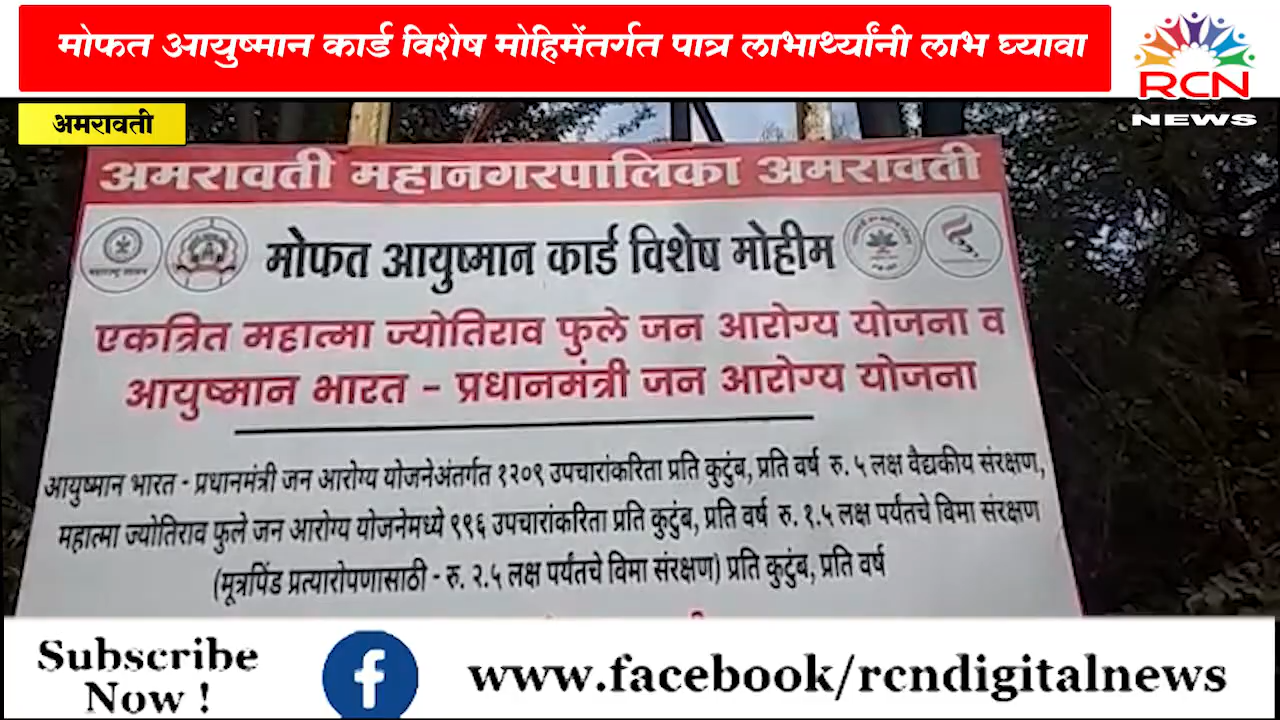 मोफत आयुष्मान कार्ड विशेष मोहिमेंतर्गत पात्र लाभार्थ्यांनी लाभ घ्यावा
RCN
NEWS
अमरावती
अमरावती महानगरपालिका अमरावती
महाराष्ट्र शासन
मोफत आयुष्मान कार्ड विशेष मोहीम
एकत्रित महात्मा ज्योतिराव फुले जन आरोग्य योजना व
आयुष्मान भारत - प्रधानमंत्री जन आरोग्य योजना
आयुष्मान भारत - प्रधानमंत्री जन आरोग्य योजनेअंतर्गत १२०९ उपचारांकरिता प्रति कुटुंब, प्रति वर्ष रु. ५ लक्ष वैद्यकीय संरक्षण,
महात्मा ज्योतिराव फुले जन आरोग्य योजनेमध्ये ९९६ उपचारांकरिता प्रति कुटुंब, प्रति वर्ष रु. १.५ लक्ष पर्यंतचे विमा संरक्षण
(मूत्रपिंड प्रत्यारोपणासाठी - रु. २.५ लक्ष पर्यंतचे विमा संरक्षण) प्रति कुटुंब, प्रति वर्ष
Subscribe
Now !
www.facebook/rcndigitalnews